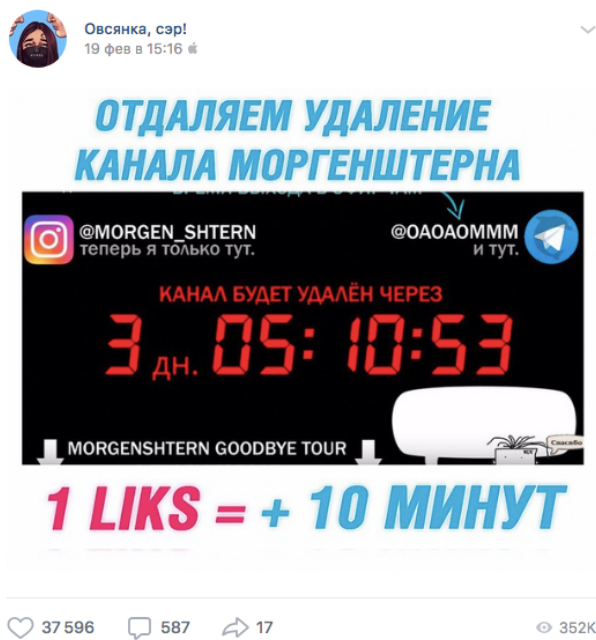 Овсянка, сэр!
19 фев в 15:16
ОТДАЛЯЕМ УДАЛЕНИЕ
КАНАЛА МОРГЕНШТЕРНА
@MORGEN_SHTERN
теперь я только тут.
@OAOAOMMM
и тут.
КАНАЛ БУДЕТ УДАЛЁН ЧЕРЕЗ
3 дн. 05:10:53
Спасибо
MORGENSHTERN GOODBYE TOUR
1 LIKS = + 10 МИНУТ
37 596 587 17 352K